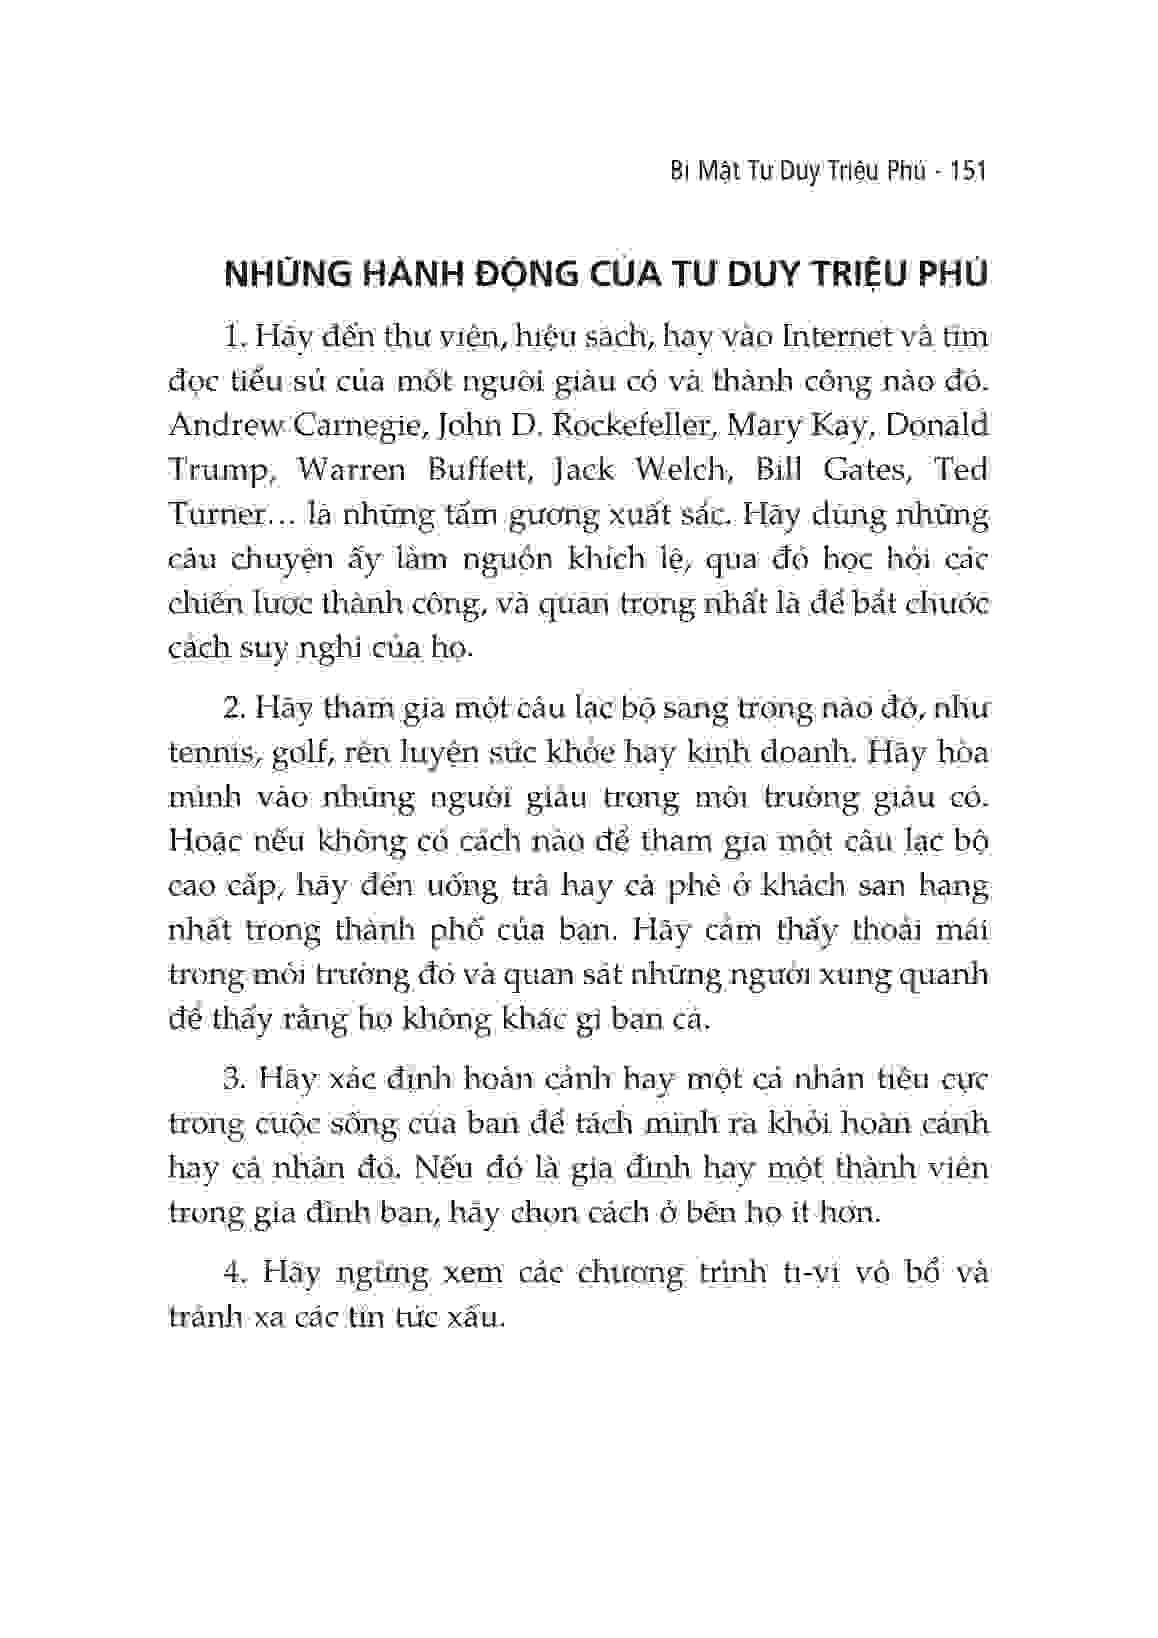 Bí Mật Tư Duy Triệu Phú - 151
NHỮNG HÀNH ĐỘNG CỦA TƯ DUY TRIỆU PHÚ
1. Hãy đến thư viện, hiệu sách, hay vào Internet và tìm
đọc tiểu sử của một người giàu có và thành công nào đó.
Andrew Carnegie, John D. Rockefeller, Mary Kay, Donald
Trump, Warren Buffett, Jack Welch, Bill Gates, Ted
Turner… là những tấm gương xuất sắc. Hãy dùng những
câu chuyện ấy làm nguồn khích lệ, qua đó học hỏi các
chiến lược thành công, và quan trọng nhất là để bắt chước
cách suy nghĩ của họ.
2. Hãy tham gia một câu lạc bộ sang trọng nào đó, như
tennis, golf, rèn luyện sức khỏe hay kinh doanh. Hãy hòa
mình vào những người giàu trong môi trường giàu có.
Hoặc nếu không có cách nào để tham gia một câu lạc bộ
cao cấp, hãy đến uống trà hay cà phê ở khách sạn hạng
nhất trong thành phố của bạn. Hãy cảm thấy thoải mái
trong môi trường đó và quan sát những người xung quanh
để thấy rằng họ không khác gì bạn cả.
3. Hãy xác định hoàn cảnh hay một cá nhân tiêu cực
trong cuộc sống của bạn để tách mình ra khỏi hoàn cảnh
hay cá nhân đó. Nếu đó là gia đình hay một thành viên
trong gia đình bạn, hãy chọn cách ở bên họ ít hơn.
4. Hãy ngừng xem các chương trình ti-vi vô bổ và
tránh xa các tin tức xấu.